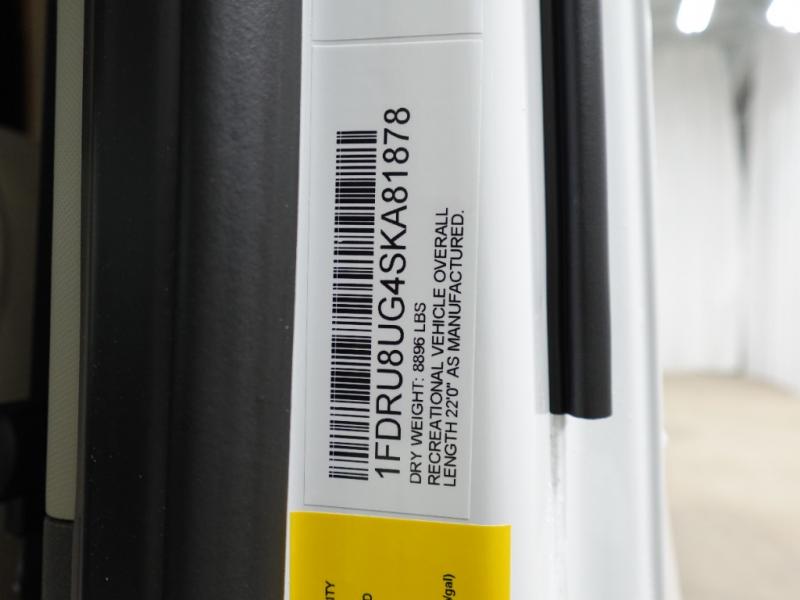 1FDRU8UG4SKA81878
DRY WEIGHT: 8896 LBS
RECREATIONAL VEHICLE OVERALL
LENGTH 22'0" AS MANUFACTURED.